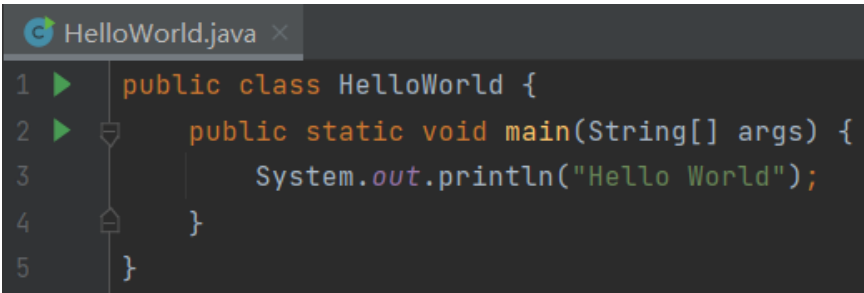 HelloWorld.java
1 public class HelloWorld {
2     public static void main(String[] args) {
3         System.out.println("Hello World");
4     }
5 }